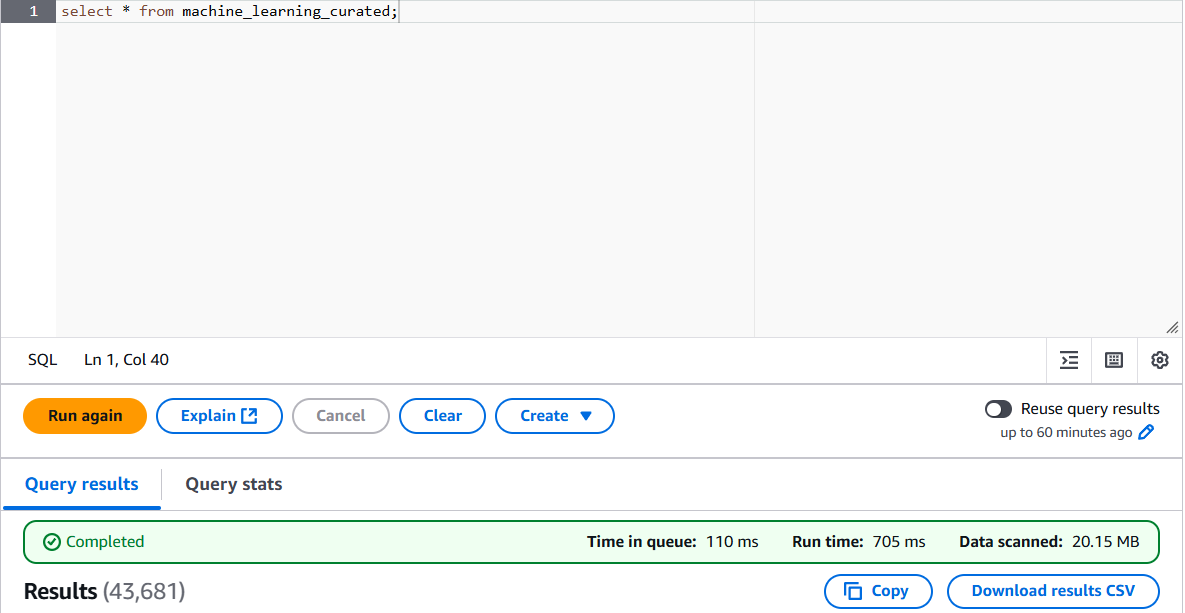 1 select * from machine_learning_curated;
SQL Ln 1, Col 40
Run again Explain Cancel Clear Create Reuse query results
up to 60 minutes ago
Query results Query stats
Completed Time in queue: 110 ms Run time: 705 ms Data scanned: 20.15 MB
Results (43,681) Copy Download results CSV